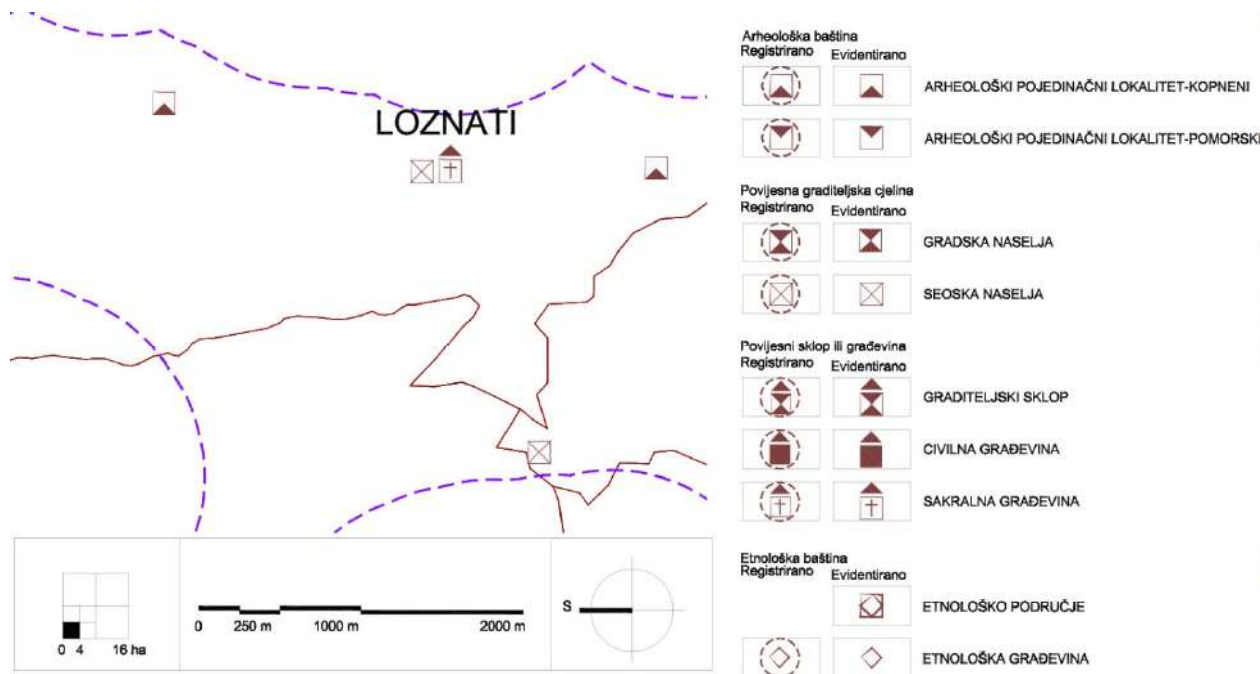 LOZNATI
0 4 16 ha
0 250 m 1000 m 2000 m
S
Arheološka baština
Registrirano Evidentirano
ARHEOLOŠKI POJEDINAČNI LOKALITET-KOPNENI
ARHEOLOŠKI POJEDINAČNI LOKALITET-POMORSKI
Povijesna graditeljska cjelina
Registrirano Evidentirano
GRADSKA NASELJA
SEOSKA NASELJA
Povijesni sklop ili građevina
Registrirano Evidentirano
GRADITELJSKI SKLOP
CIVILNA GRAĐEVINA
SAKRALNA GRAĐEVINA
Etnološka baština
Registrirano Evidentirano
ETNOLOŠKO PODRUČJE
ETNOLOŠKA GRAĐEVINA